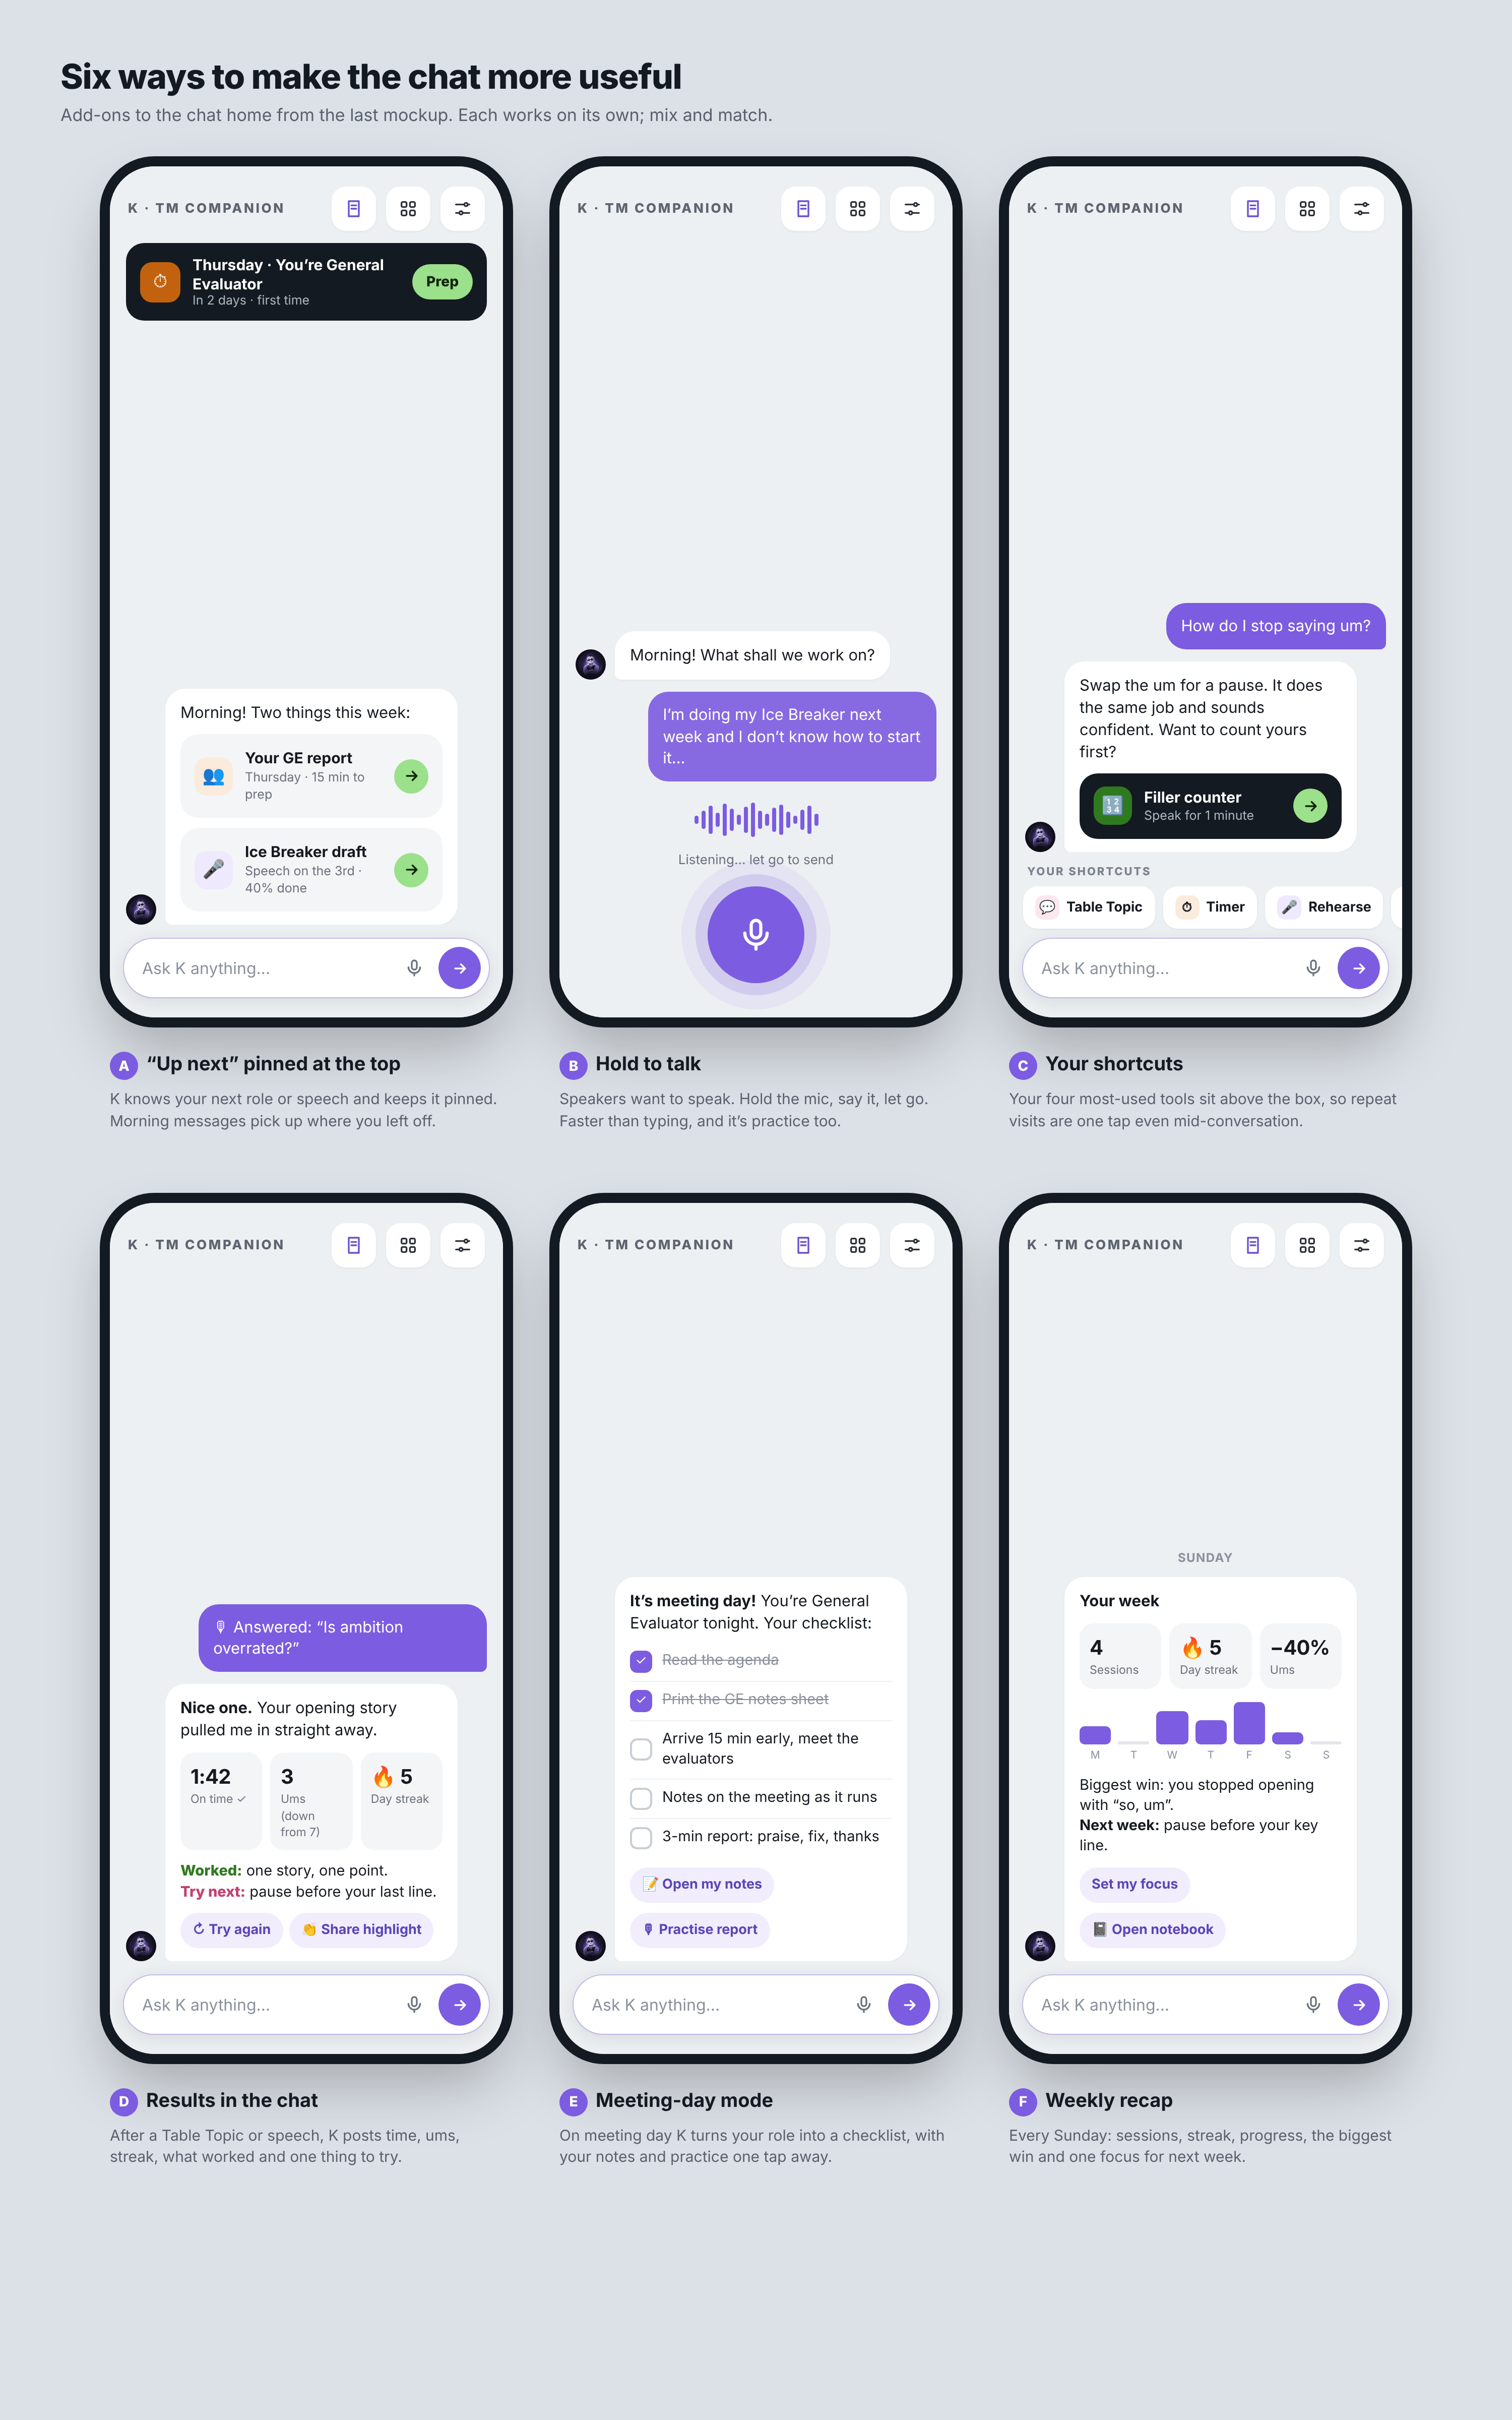 Six ways to make the chat more useful
Add-ons to the chat home from the last mockup. Each works on its own; mix and match.
K · TM COMPANION
Thursday · You’re General
Evaluator
In 2 days · first time
Prep
Morning! Two things this week:
Your GE report
Thursday · 15 min to
prep
Ice Breaker draft
Speech on the 3rd ·
40% done
Ask K anything...
A “Up next” pinned at the top
K knows your next role or speech and keeps it pinned.
Morning messages pick up where you left off.
K · TM COMPANION
Morning! What shall we work on?
I’m doing my Ice Breaker next
week and I don’t know how to start
it...
Listening... let go to send
B Hold to talk
Speakers want to speak. Hold the mic, say it, let go.
Faster than typing, and it’s practice too.
K · TM COMPANION
How do I stop saying um?
Swap the um for a pause. It does
the same job and sounds
confident. Want to count yours
first?
Filler counter
Speak for 1 minute
YOUR SHORTCUTS
Table Topic
Timer
Rehearse
Ask K anything...
C Your shortcuts
Your four most-used tools sit above the box, so repeat
visits are one tap even mid-conversation.
K · TM COMPANION
🎙 Answered: “Is ambition
overrated?”
Nice one. Your opening story
pulled me in straight away.
1:42
On time ✓
3
Ums
(down
from 7)
🔥 5
Day streak
Worked: one story, one point.
Try next: pause before your last line.
↻ Try again
👏 Share highlight
Ask K anything...
D Results in the chat
After a Table Topic or speech, K posts time, ums,
streak, what worked and one thing to try.
K · TM COMPANION
It’s meeting day! You’re General
Evaluator tonight. Your checklist:
Read the agenda
Print the GE notes sheet
Arrive 15 min early, meet the
evaluators
Notes on the meeting as it runs
3-min report: praise, fix, thanks
📝 Open my notes
🎙 Practise report
Ask K anything...
E Meeting-day mode
On meeting day K turns your role into a checklist, with
your notes and practice one tap away.
K · TM COMPANION
SUNDAY
Your week
4
Sessions
🔥 5
Day streak
−40%
Ums
M T W T F S S
Biggest win: you stopped opening
with “so, um”.
Next week: pause before your key
line.
Set my focus
📓 Open notebook
Ask K anything...
F Weekly recap
Every Sunday: sessions, streak, progress, the biggest
win and one focus for next week.